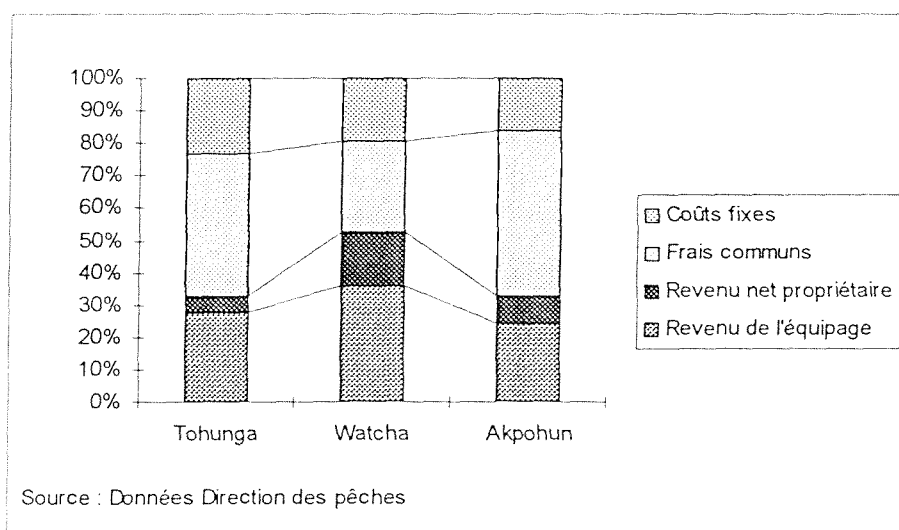 100%
90%
80%
70%
60%
50%
40%
30%
20%
10%
0%
Tohunga Watcha Akpohun
Coûts fixes
Frais communs
Revenu net propriétaire
Revenu de l'équipage
Source : Données Direction des pêches